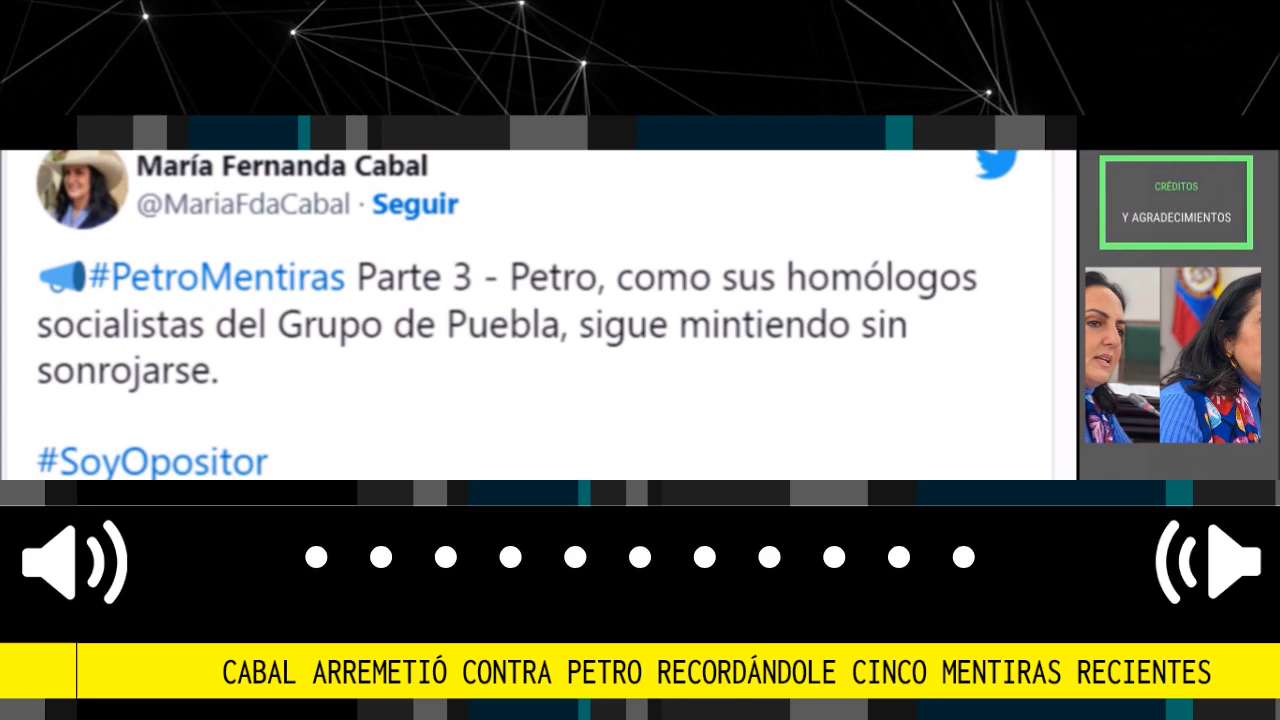 María Fernanda Cabal
@MariaFdaCabal · Seguir
#PetroMentiras Parte 3 - Petro, como sus homólogos
socialistas del Grupo de Puebla, sigue mintiendo sin
sonrojarse.
#SoyOpositor
CRÉDITOS
Y AGRADECIMIENTOS
CABAL ARREMETIÓ CONTRA PETRO RECORDÁNDOLE CINCO MENTIRAS RECIENTES